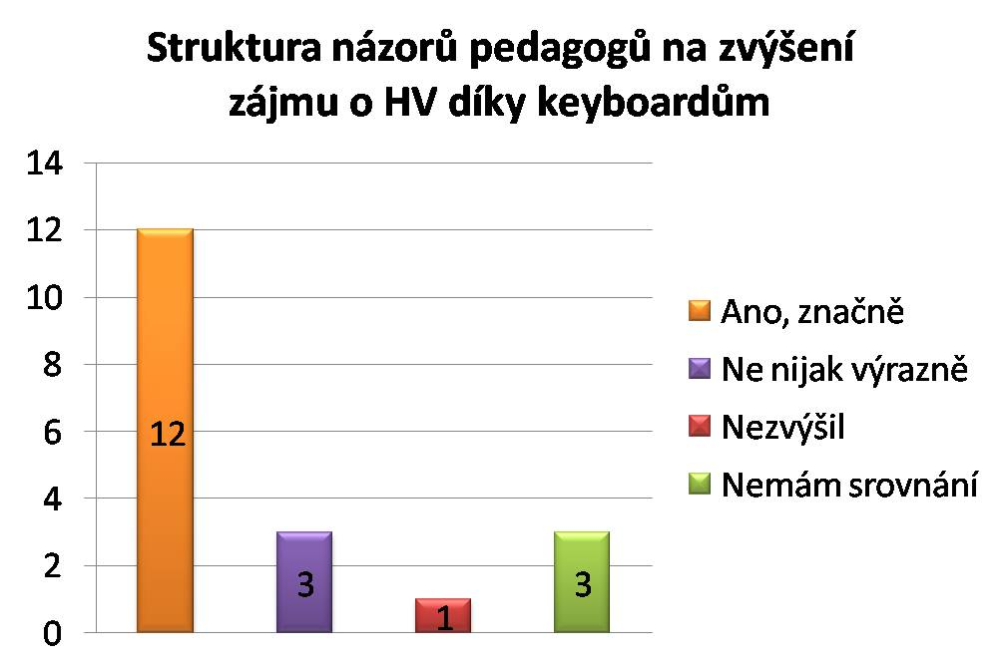 Struktura názorů pedagogů na zvýšení
zájmu o HV díky keyboardům
14
12
10
8
6
4
2
0
12
3
1
3
Ano, značně
Ne nijak výrazně
Nezvýšil
Nemám srovnání